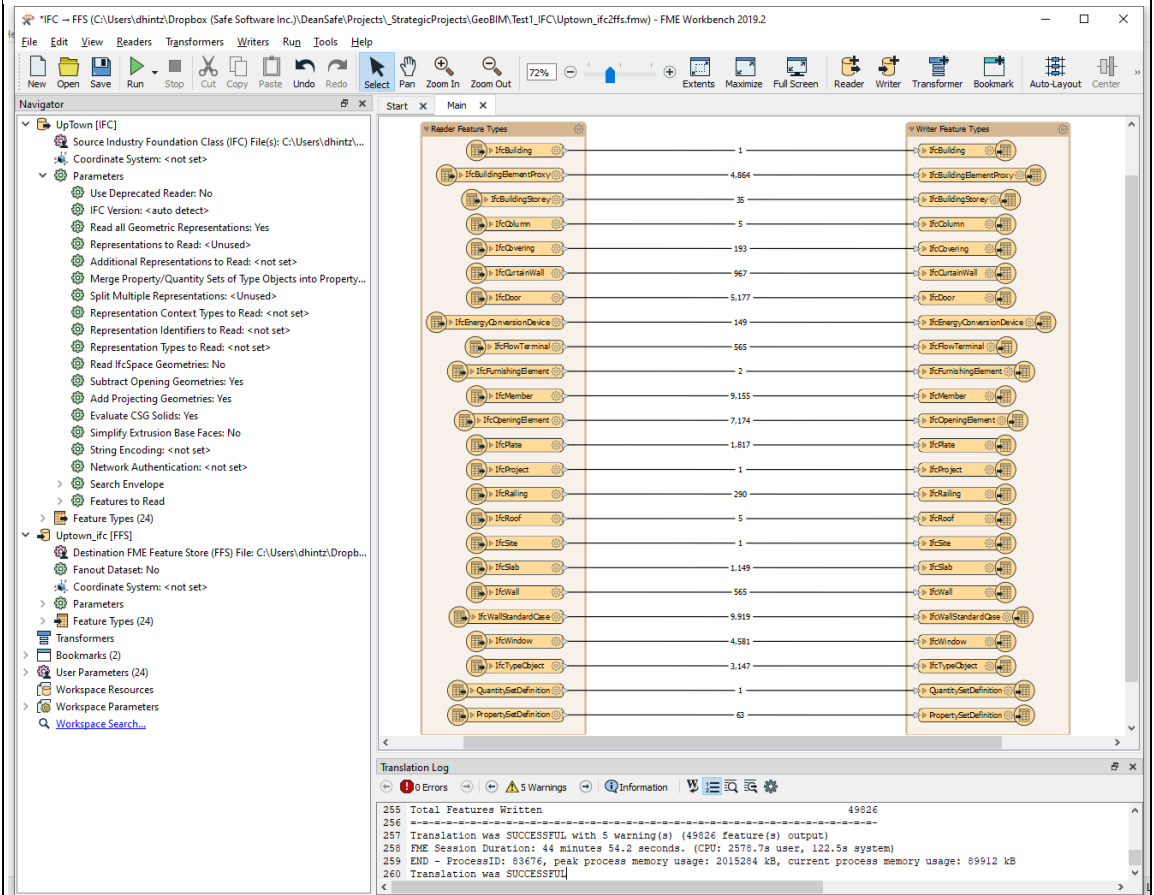 *IFC → FFS (C:\Users\dhintz\Dropbox (Safe Software Inc.)\DeanSafe\Projects\_StrategicProjects\GeoBIM\Test1_IFC\Uptown_ifc2ffs.fmw) - FME Workbench 2019.2
File Edit View Readers Transformers Writers Run Tools Help
New Open Save Run Stop Cut Copy Paste Undo Redo Select Pan Zoom In Zoom Out 72% Extents Maximize Full Screen Reader Writer Transformer Bookmark Auto-Layout Center
Navigator
Start Main
UpTown [IFC]
Source Industry Foundation Class (IFC) File(s): C:\Users\dhintz\...
Coordinate System: <not set>
Parameters
Use Deprecated Reader: No
IFC Version: <auto detect>
Read all Geometric Representations: Yes
Representations to Read: <Unused>
Additional Representations to Read: <not set>
Merge Property/Quantity Sets of Type Objects into Property...
Split Multiple Representations: <Unused>
Representation Context Types to Read: <not set>
Representation Identifiers to Read: <not set>
Representation Types to Read: <not set>
Read IfcSpace Geometries: No
Subtract Opening Geometries: Yes
Add Projecting Geometries: Yes
Evaluate CSG Solids: Yes
Simplify Extrusion Base Faces: No
String Encoding: <not set>
Network Authentication: <not set>
Search Envelope
Features to Read
Feature Types (24)
Uptown_ifc [FFS]
Destination FME Feature Store (FFS) File: C:\Users\dhintz\Dropb...
Fanout Dataset: No
Coordinate System: <not set>
Parameters
Feature Types (24)
Transformers
Bookmarks (2)
User Parameters (24)
Workspace Resources
Workspace Parameters
Workspace Search...
Reader Feature Types Writer Feature Types
IfcBuilding 1 IfcBuilding
IfcBuildingElementProxy 4,864 IfcBuildingElementProxy
IfcBuildingStorey 35 IfcBuildingStorey
IfcColumn 5 IfcColumn
IfcCovering 193 IfcCovering
IfcCurtainWall 967 IfcCurtainWall
IfcDoor 5,177 IfcDoor
IfcEnergyConversionDevice 149 IfcEnergyConversionDevice
IfcFlowTerminal 565 IfcFlowTerminal
IfcFurnishingElement 2 IfcFurnishingElement
IfcMember 9,155 IfcMember
IfcOpeningElement 7,174 IfcOpeningElement
IfcPlate 1,817 IfcPlate
IfcProject 1 IfcProject
IfcRailing 290 IfcRailing
IfcRoof 5 IfcRoof
IfcSite 1 IfcSite
IfcSlab 1,149 IfcSlab
IfcWall 565 IfcWall
IfcWallStandardCase 9,919 IfcWallStandardCase
IfcWindow 4,581 IfcWindow
IfcTypeObject 3,147 IfcTypeObject
QuantitySetDefinition 1 QuantitySetDefinition
PropertySetDefinition 63 PropertySetDefinition
Translation Log
0 Errors 5 Warnings Information
255 Total Features Written 49826
256 =-=-=-=-=-=-=-=-=-=-=-=-=-=-=-=-=-=-=-=-=-=-=-=-=-=-=-=-=-=-=-=-=-=-=-=-=-=-
257 Translation was SUCCESSFUL with 5 warning(s) (49826 feature(s) output)
258 FME Session Duration: 44 minutes 54.2 seconds. (CPU: 2578.7s user, 122.5s system)
259 END - ProcessID: 83676, peak process memory usage: 2015284 kB, current process memory usage: 89912 kB
260 Translation was SUCCESSFUL